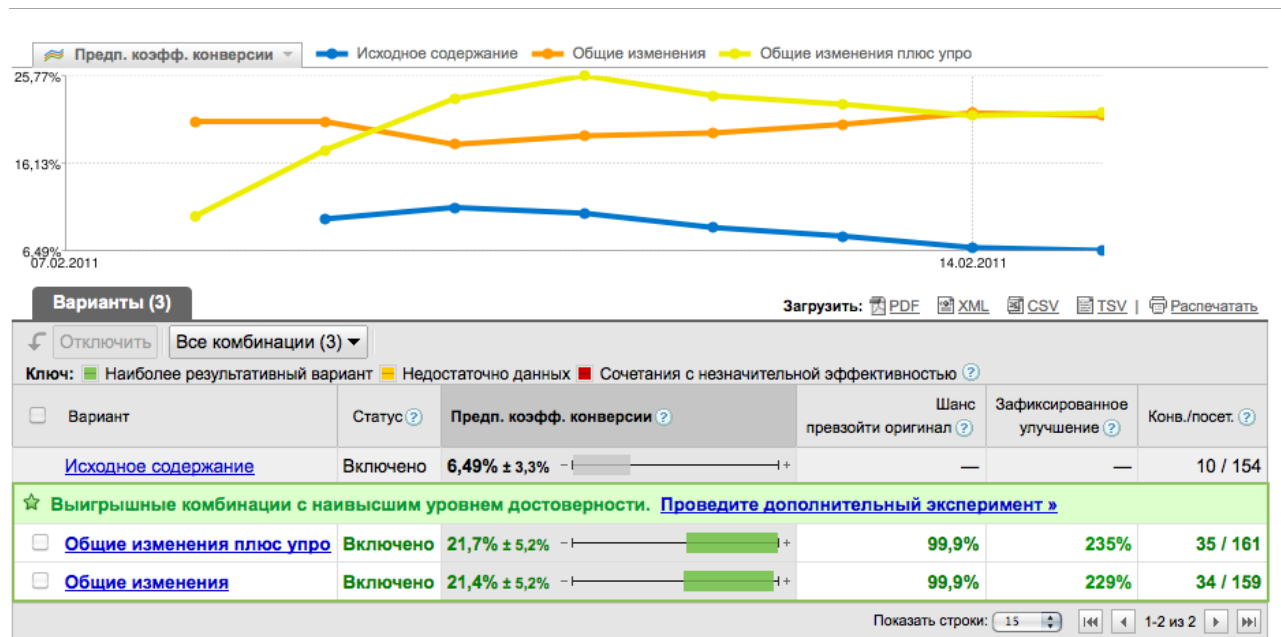 Предп. коэфф. конверсии Исходное содержание Общие изменения Общие изменения плюс упро
25,77%
16,13%
6,49%
07.02.2011 14.02.2011
Варианты (3) Загрузить: PDF XML CSV TSV | Распечатать
Отключить Все комбинации (3)
Ключ: Наиболее результативный вариант Недостаточно данных Сочетания с незначительной эффективностью ?
Вариант Статус ? Предп. коэфф. конверсии ? Шанс превзойти оригинал ? Зафиксированное улучшение ? Конв./посет. ?
Исходное содержание Включено 6,49% ± 3,3% – + — — 10 / 154
Выигрышные комбинации с наивысшим уровнем достоверности. Проведите дополнительный эксперимент »
Общие изменения плюс упро Включено 21,7% ± 5,2% – + 99,9% 235% 35 / 161
Общие изменения Включено 21,4% ± 5,2% – + 99,9% 229% 34 / 159
Показать строки: 15 1-2 из 2